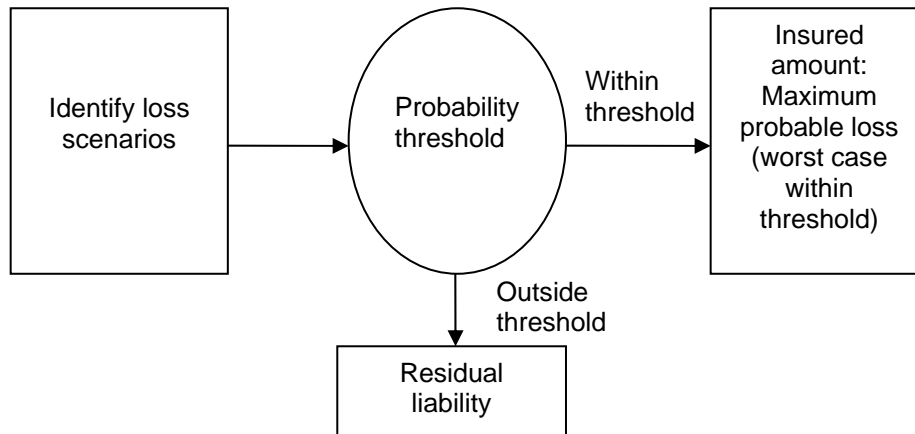 Identify loss
scenarios
Probability
threshold
Within
threshold
Insured
amount:
Maximum
probable loss
(worst case
within
threshold)
Outside
threshold
Residual
liability